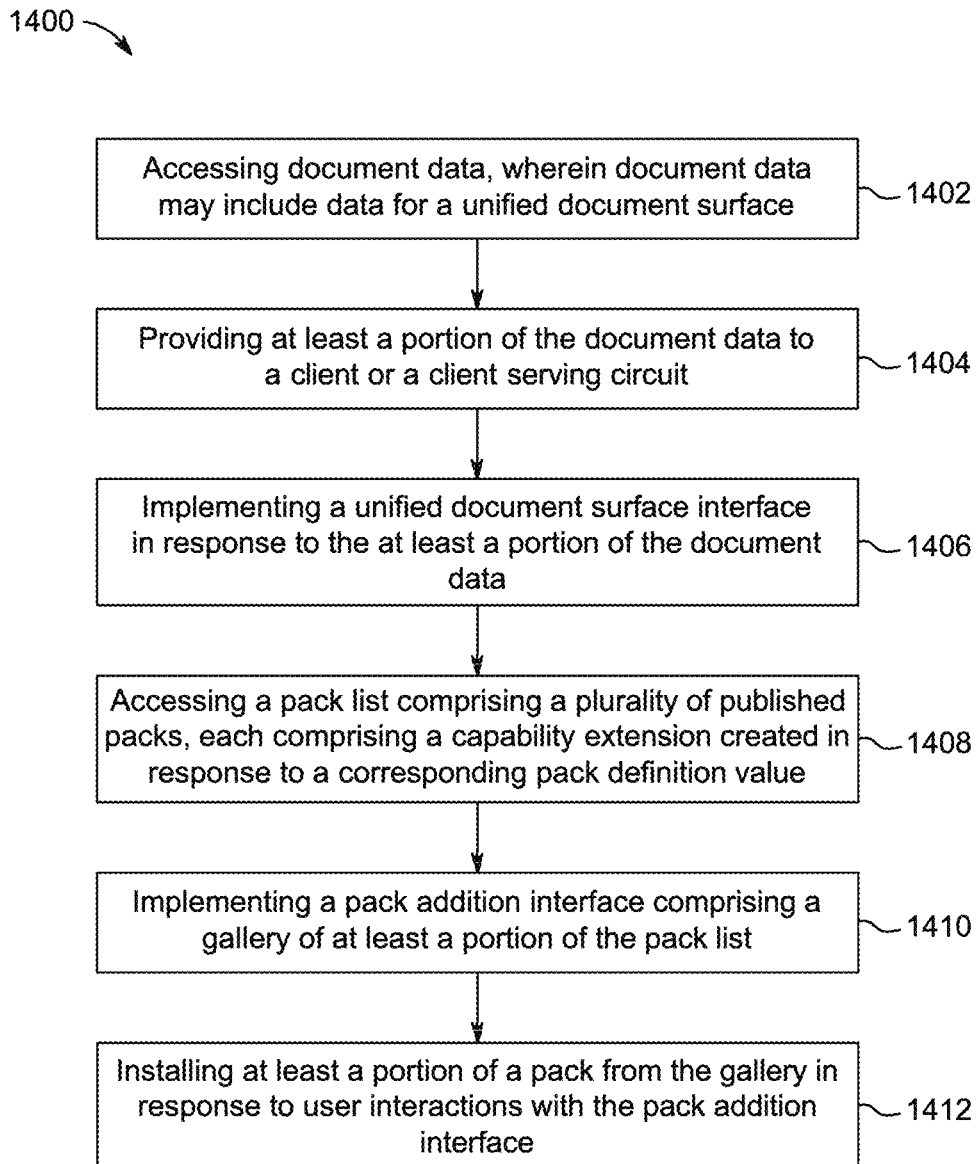 1400
Accessing document data, wherein document data
may include data for a unified document surface
1402
Providing at least a portion of the document data to
a client or a client serving circuit
1404
Implementing a unified document surface interface
in response to the at least a portion of the document
data
1406
Accessing a pack list comprising a plurality of published
packs, each comprising a capability extension created in
response to a corresponding pack definition value
1408
Implementing a pack addition interface comprising a
gallery of at least a portion of the pack list
1410
Installing at least a portion of a pack from the gallery in
response to user interactions with the pack addition
interface
1412